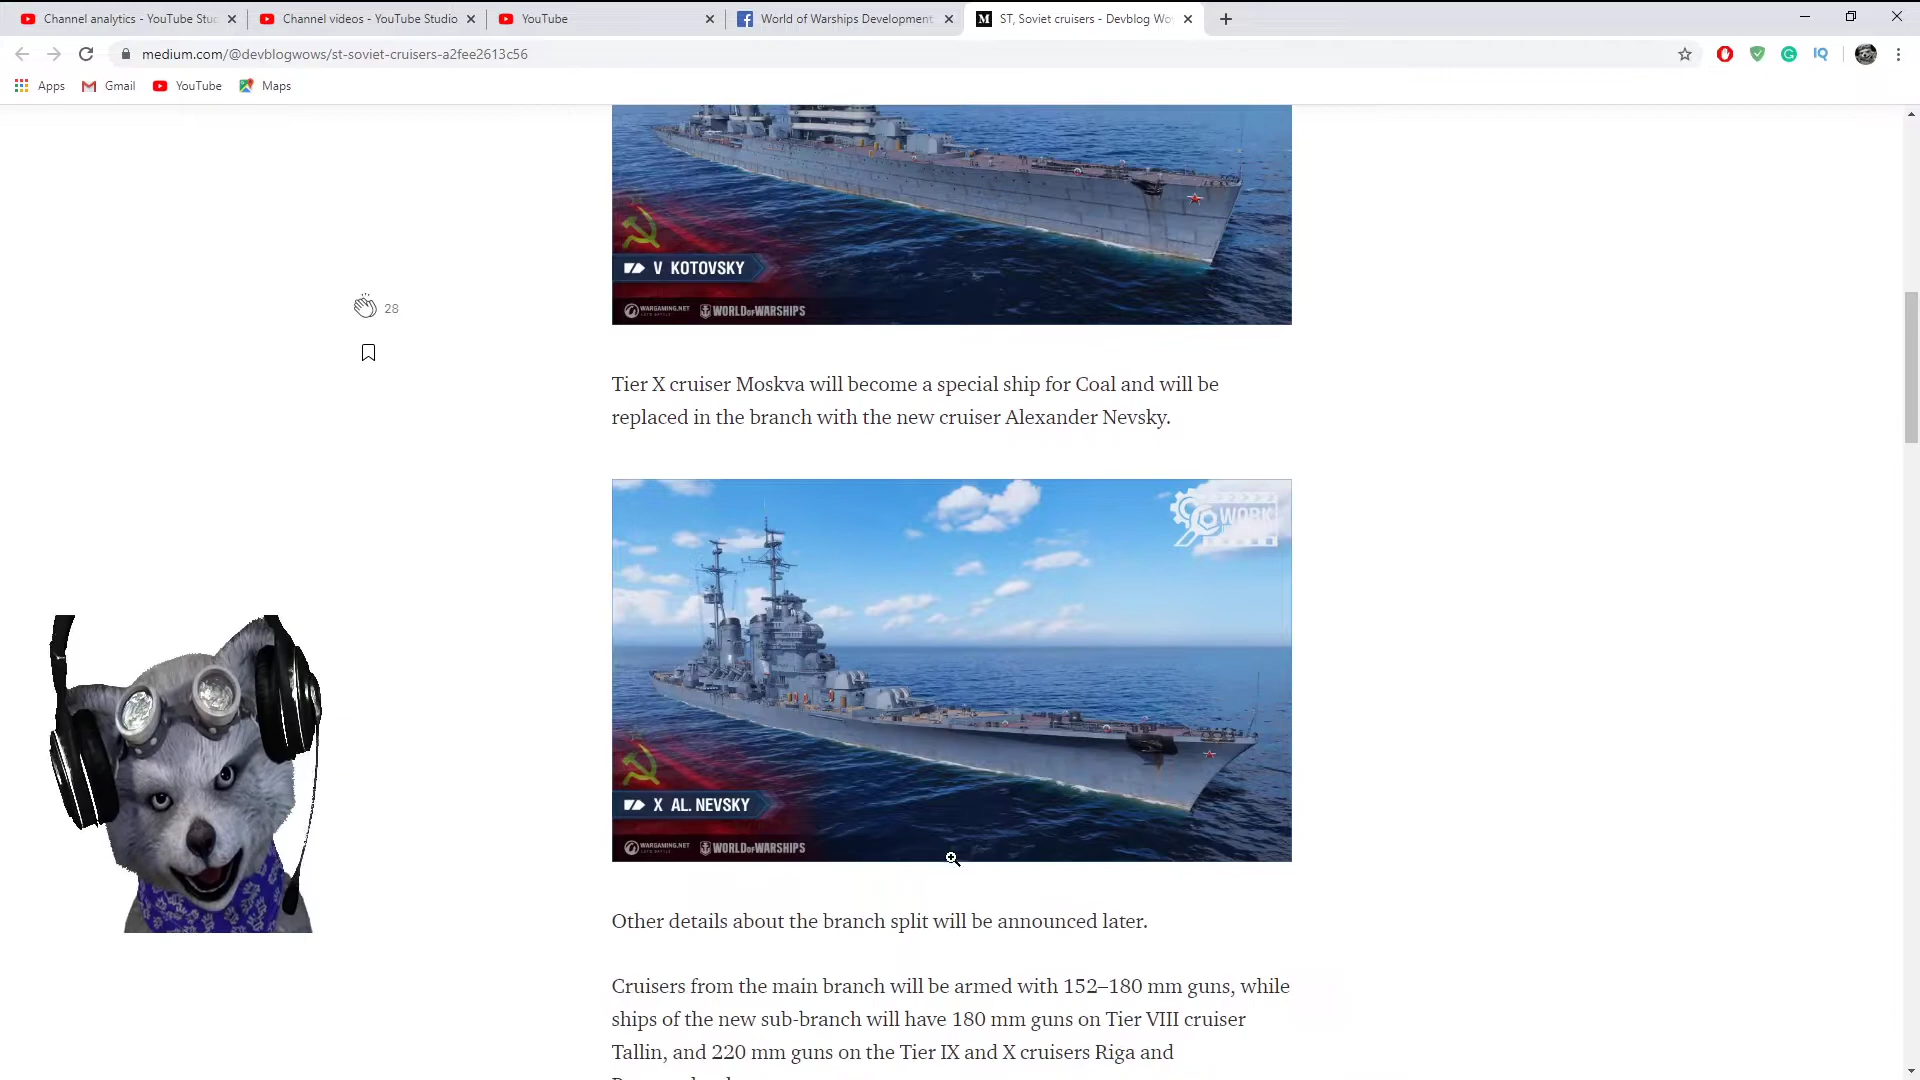 Channel analytics - YouTube Stu
Channel videos - YouTube Studio
YouTube
World of Warships Development
ST, Soviet cruisers - Devblog Wo
medium.com/@devblogwows/st-soviet-cruisers-a2fee2613c56
Apps
Gmail
YouTube
Maps
V KOTOVSKY
WARGAMING.NET
WORLD OF WARSHIPS
28
Tier X cruiser Moskva will become a special ship for Coal and will be
replaced in the branch with the new cruiser Alexander Nevsky.
WORK
X AL. NEVSKY
WARGAMING.NET
WORLD OF WARSHIPS
Other details about the branch split will be announced later.
Cruisers from the main branch will be armed with 152–180 mm guns, while
ships of the new sub-branch will have 180 mm guns on Tier VIII cruiser
Tallin, and 220 mm guns on the Tier IX and X cruisers Riga and